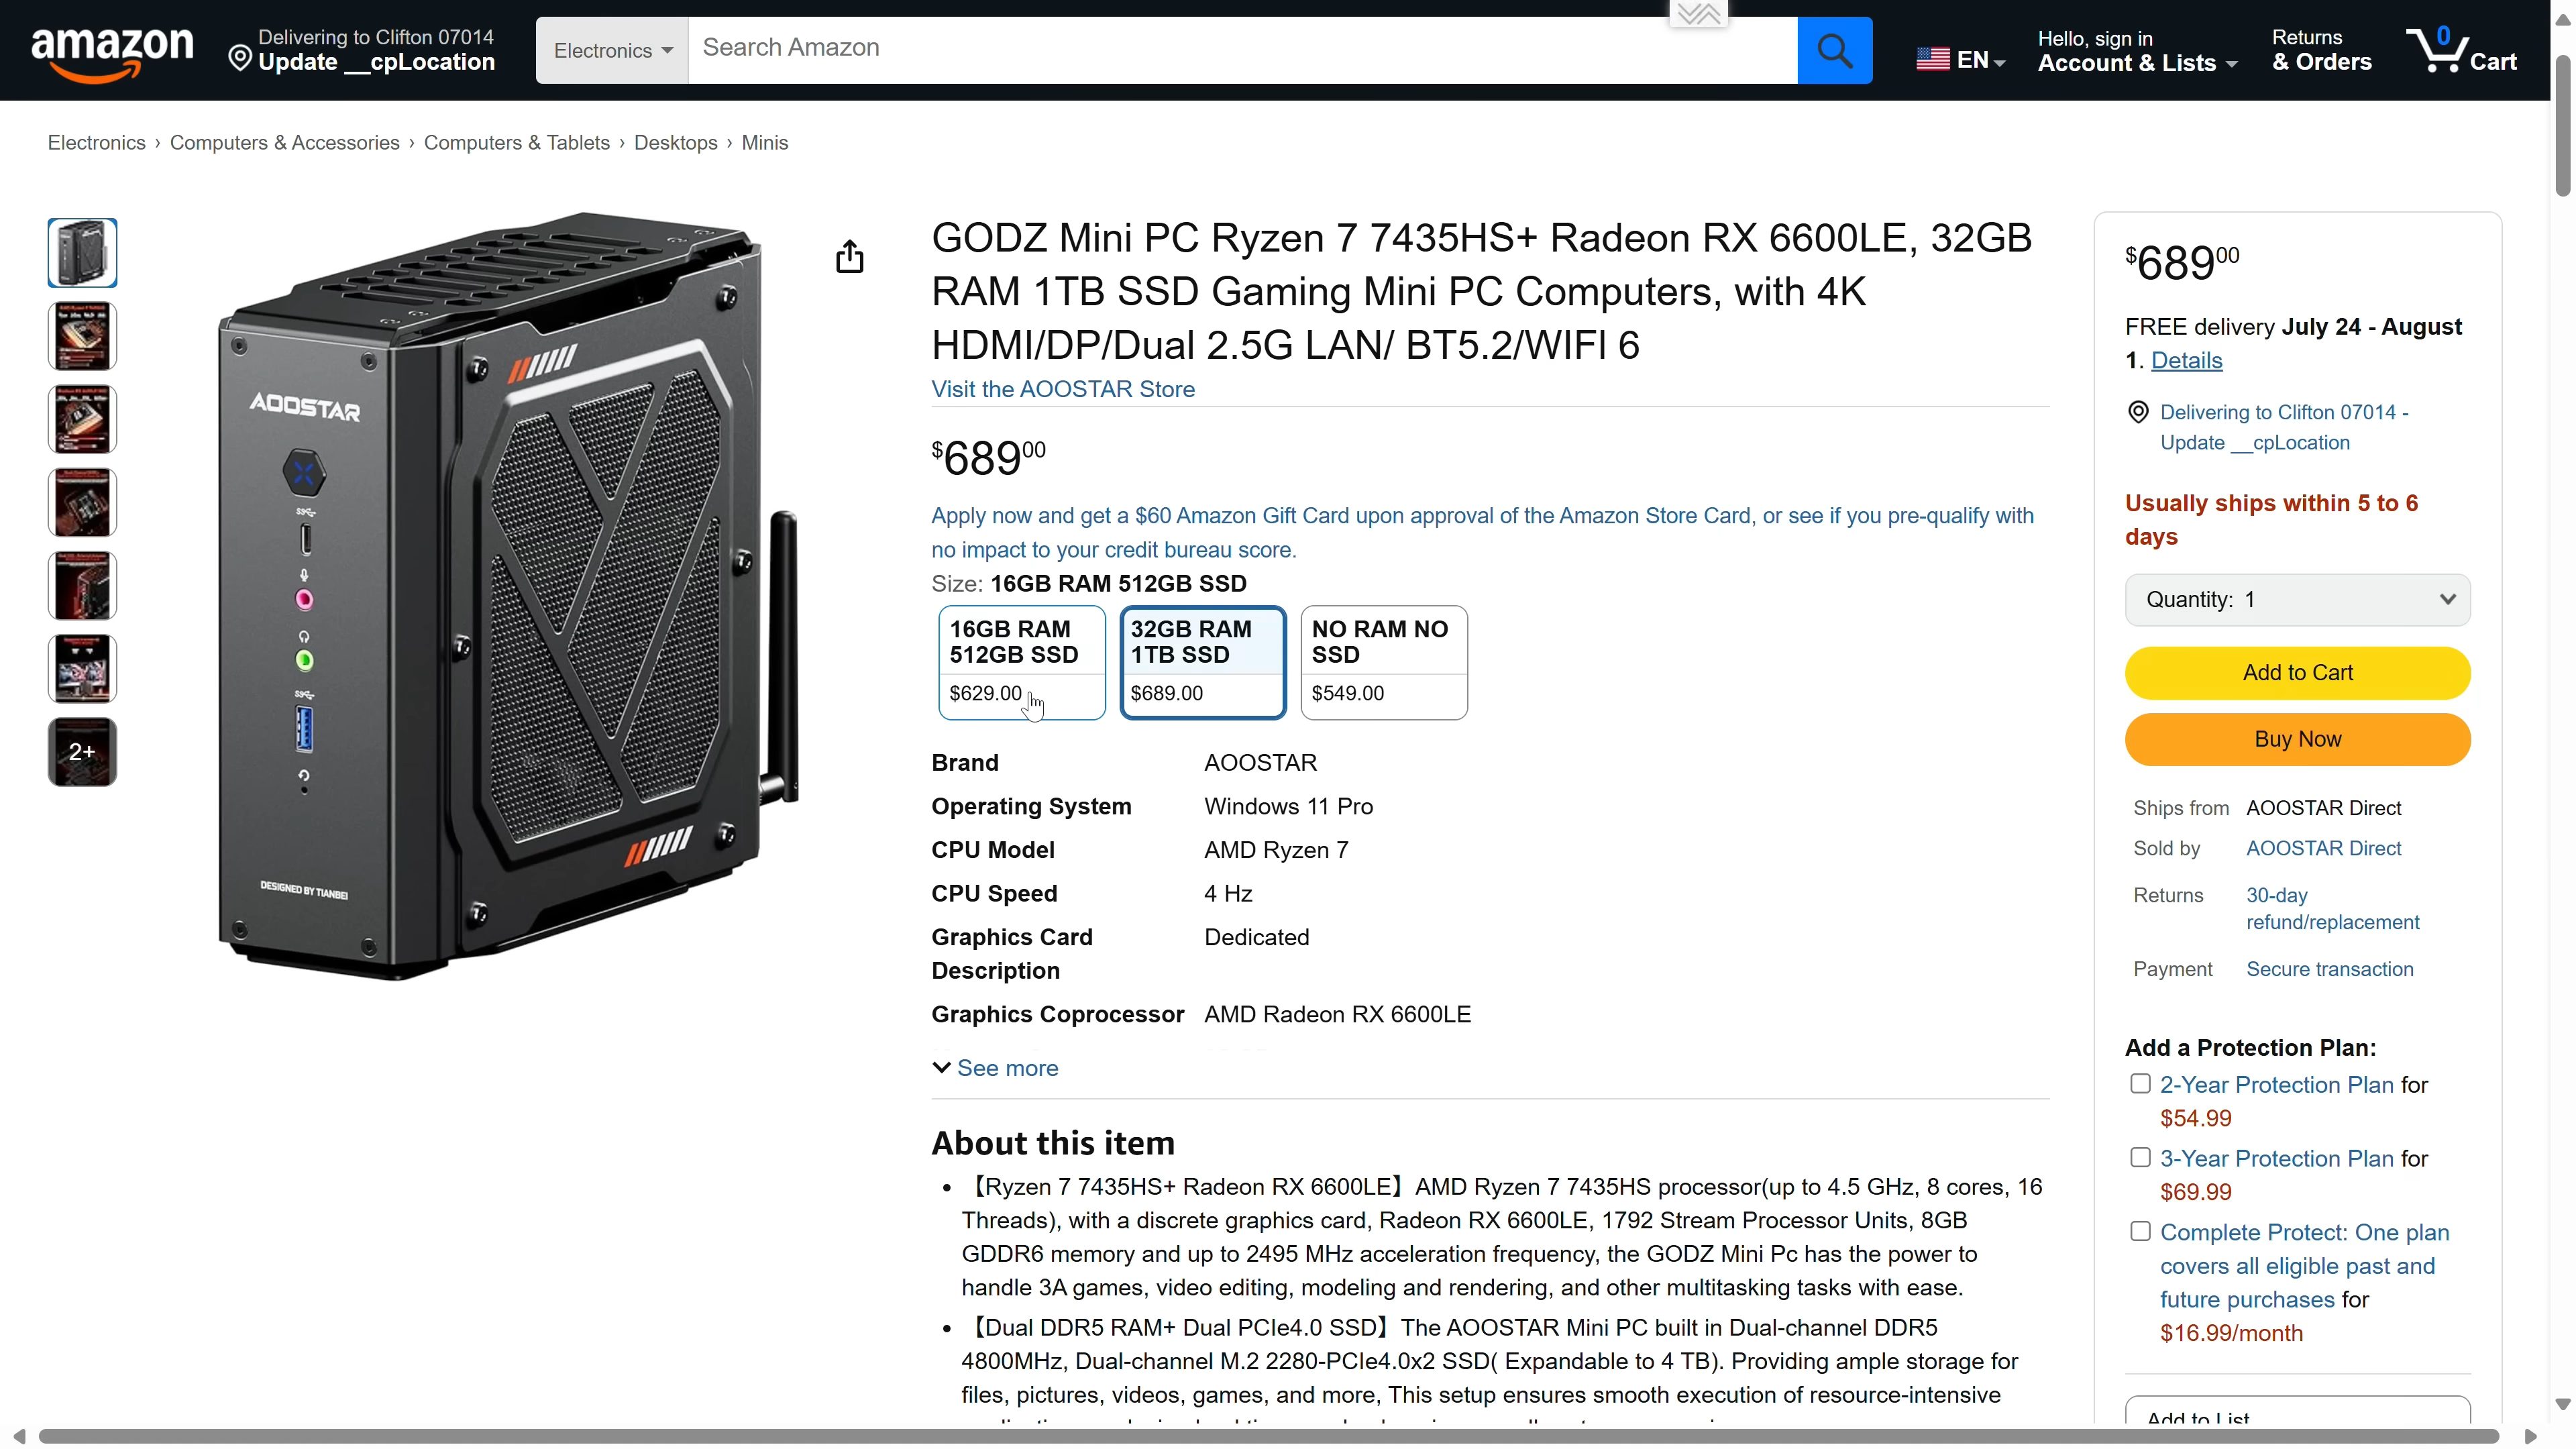 amazon
Delivering to Clifton 07014
Update __cpLocation
Electronics
Search Amazon
EN
Hello, sign in
Account & Lists
Returns
& Orders
0
Cart
Electronics › Computers & Accessories › Computers & Tablets › Desktops › Minis
2+
AOOSTAR
DESIGNED BY TIANBEI
GODZ Mini PC Ryzen 7 7435HS+ Radeon RX 6600LE, 32GB
RAM 1TB SSD Gaming Mini PC Computers, with 4K
HDMI/DP/Dual 2.5G LAN/ BT5.2/WIFI 6
Visit the AOOSTAR Store
$68900
Apply now and get a $60 Amazon Gift Card upon approval of the Amazon Store Card, or see if you pre-qualify with
no impact to your credit bureau score.
Size: 16GB RAM 512GB SSD
16GB RAM
512GB SSD
$629.00
32GB RAM
1TB SSD
$689.00
NO RAM NO
SSD
$549.00
Brand AOOSTAR
Operating System Windows 11 Pro
CPU Model AMD Ryzen 7
CPU Speed 4 Hz
Graphics Card Dedicated
Description
Graphics Coprocessor AMD Radeon RX 6600LE
See more
About this item
• 【Ryzen 7 7435HS+ Radeon RX 6600LE】AMD Ryzen 7 7435HS processor(up to 4.5 GHz, 8 cores, 16
Threads), with a discrete graphics card, Radeon RX 6600LE, 1792 Stream Processor Units, 8GB
GDDR6 memory and up to 2495 MHz acceleration frequency, the GODZ Mini Pc has the power to
handle 3A games, video editing, modeling and rendering, and other multitasking tasks with ease.
• 【Dual DDR5 RAM+ Dual PCIe4.0 SSD】The AOOSTAR Mini PC built in Dual-channel DDR5
4800MHz, Dual-channel M.2 2280-PCIe4.0x2 SSD( Expandable to 4 TB). Providing ample storage for
files, pictures, videos, games, and more, This setup ensures smooth execution of resource-intensive
$68900
FREE delivery July 24 - August
1. Details
Delivering to Clifton 07014 -
Update __cpLocation
Usually ships within 5 to 6
days
Quantity: 1
Add to Cart
Buy Now
Ships from AOOSTAR Direct
Sold by AOOSTAR Direct
Returns 30-day
refund/replacement
Payment Secure transaction
Add a Protection Plan:
2-Year Protection Plan for
$54.99
3-Year Protection Plan for
$69.99
Complete Protect: One plan
covers all eligible past and
future purchases for
$16.99/month
Add to List